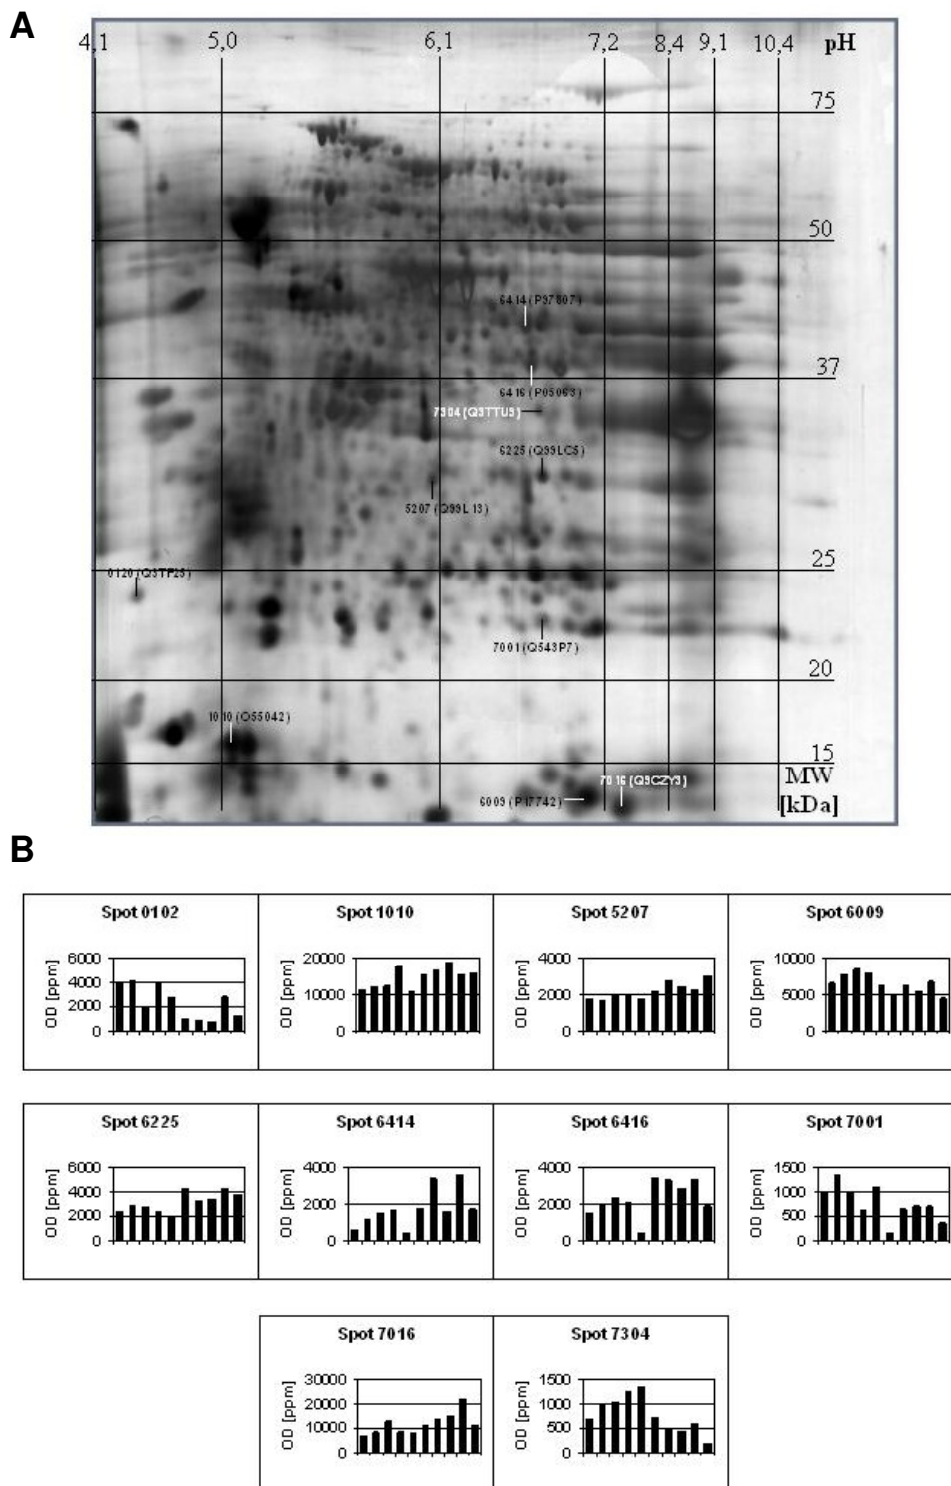 A
4,1 5,0 6,1 7,2 8,4 9,1 10,4 pH
75
50
6414 (P97807)
37
6416 (P05063)
7304 (Q3TTU9)
6225 (Q99LC5)
5207 (Q99L13)
25
0120 (Q3TF25)
7001 (Q543P7)
20
1010 (O55042)
15
MW
7016 (Q9CZY9)
6009 (P17742)
[kDa]
B
Spot 0102 Spot 1010 Spot 5207 Spot 6009
OD [ppm] 6000 4000 2000 0
OD [ppm] 20000 10000 0
OD [ppm] 4000 2000 0
OD [ppm] 10000 5000 0
Spot 6225 Spot 6414 Spot 6416 Spot 7001
OD [ppm] 6000 4000 2000 0
OD [ppm] 4000 2000 0
OD [ppm] 4000 2000 0
OD [ppm] 1500 1000 500 0
Spot 7016 Spot 7304
OD [ppm] 30000 20000 10000 0
OD [ppm] 1500 1000 500 0